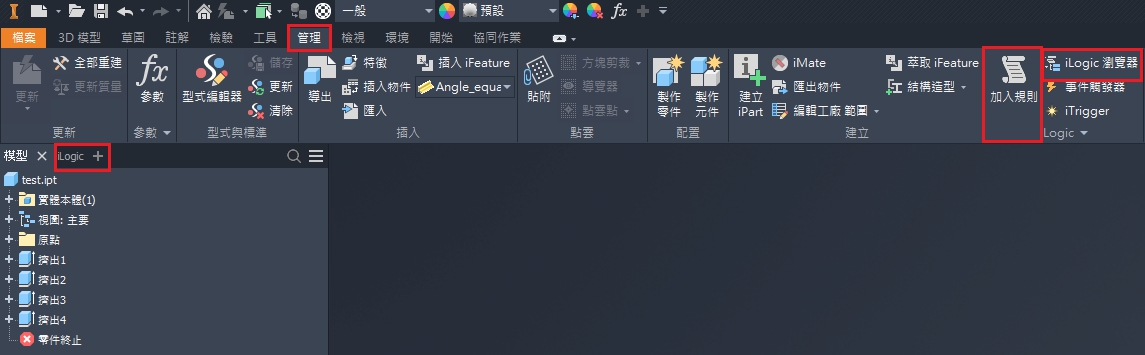 一般 預設 fx
檔案 3D 模型 草圖 註解 檢驗 工具 管理 檢視 環境 開始 協同作業
更新
全部重建
更新質量
更新
fx
參數
參數
型式編輯器
儲存
更新
清除
型式與標準
導出
特徵
插入物件
匯入
插入 iFeature
Angle_equa
插入
貼附
方塊剪裁
導覽器
點雲點
點雲
製作
零件
製作
元件
配置
建立
iPart
iMate
匯出物件
編輯工廠 範圍
萃取 iFeature
結構造型
建立
加入規則
iLogic 瀏覽器
事件觸發器
iTrigger
Logic
模型 iLogic
test.ipt
實體本體(1)
視圖: 主要
原點
擠出1
擠出2
擠出3
擠出4
零件終止